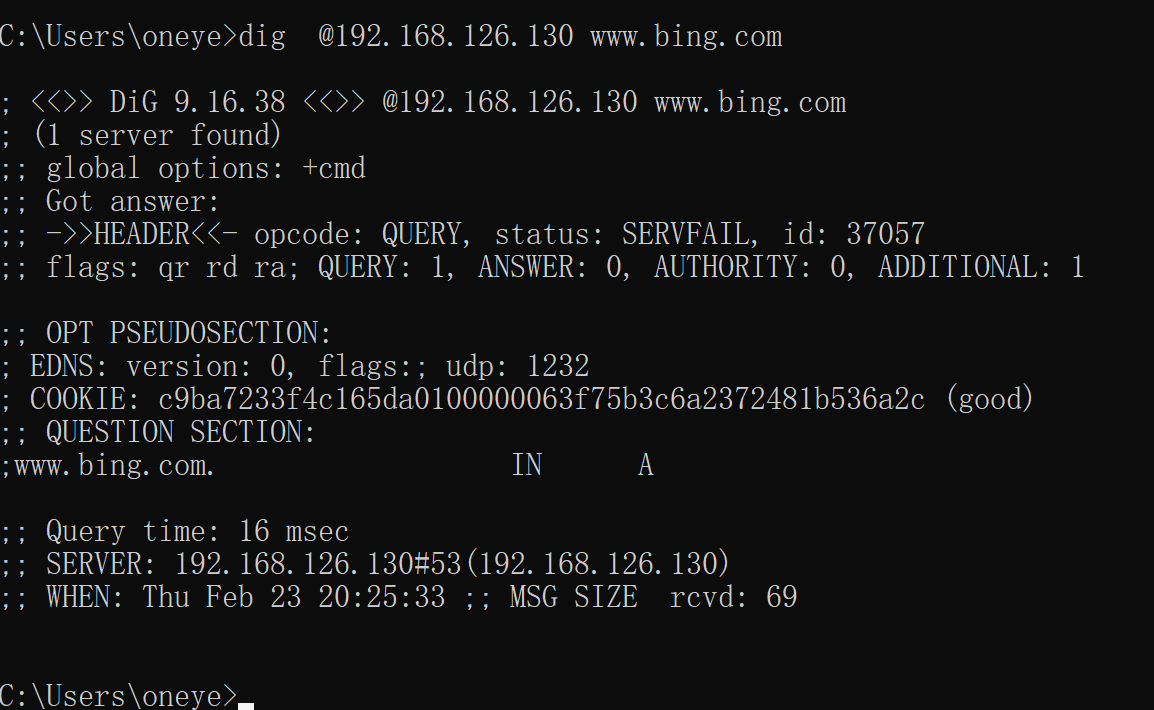 C:\Users\oneye>dig  @192.168.126.130 www.bing.com
; <<>> DiG 9.16.38 <<>> @192.168.126.130 www.bing.com
; (1 server found)
;; global options: +cmd
;; Got answer:
;; ->>HEADER<<- opcode: QUERY, status: SERVFAIL, id: 37057
;; flags: qr rd ra; QUERY: 1, ANSWER: 0, AUTHORITY: 0, ADDITIONAL: 1
;; OPT PSEUDOSECTION:
; EDNS: version: 0, flags:; udp: 1232
; COOKIE: c9ba7233f4c165da0100000063f75b3c6a2372481b536a2c (good)
;; QUESTION SECTION:
;www.bing.com.                   IN      A
;; Query time: 16 msec
;; SERVER: 192.168.126.130#53(192.168.126.130)
;; WHEN: Thu Feb 23 20:25:33 ;; MSG SIZE  rcvd: 69
C:\Users\oneye>